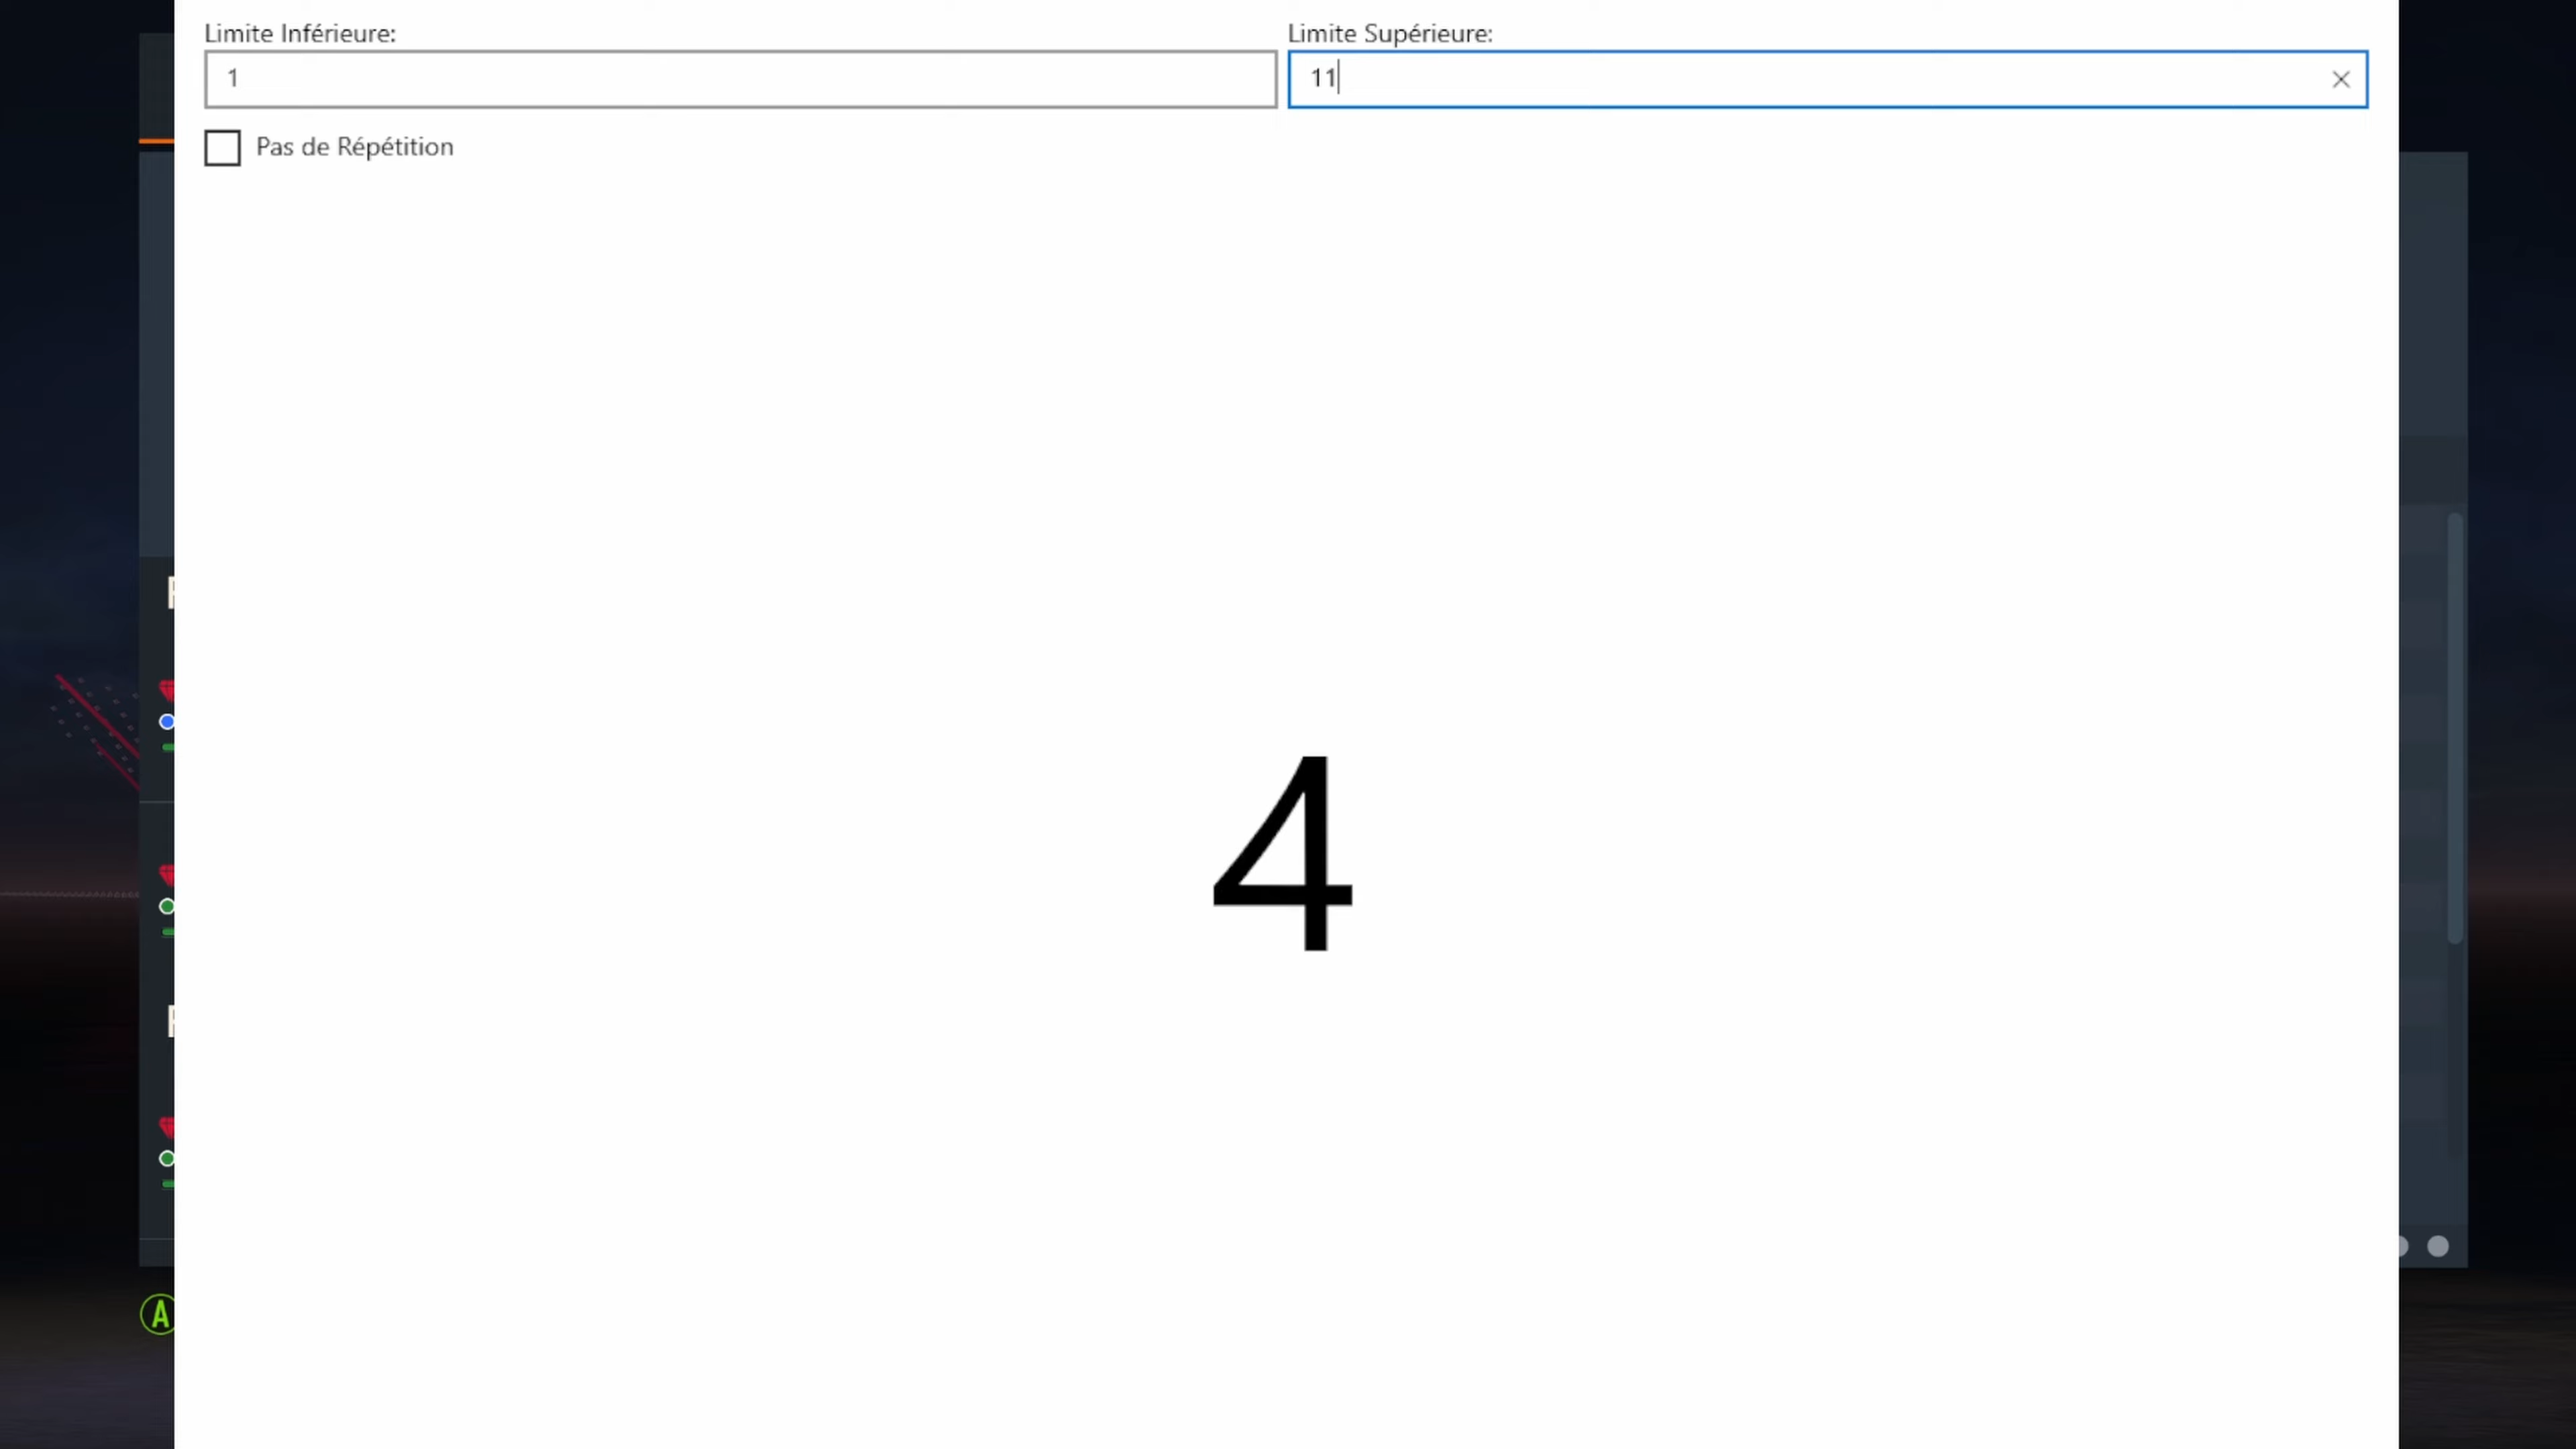 Limite Inférieure:
Limite Supérieure:
1
11
Pas de Répétition
4
A